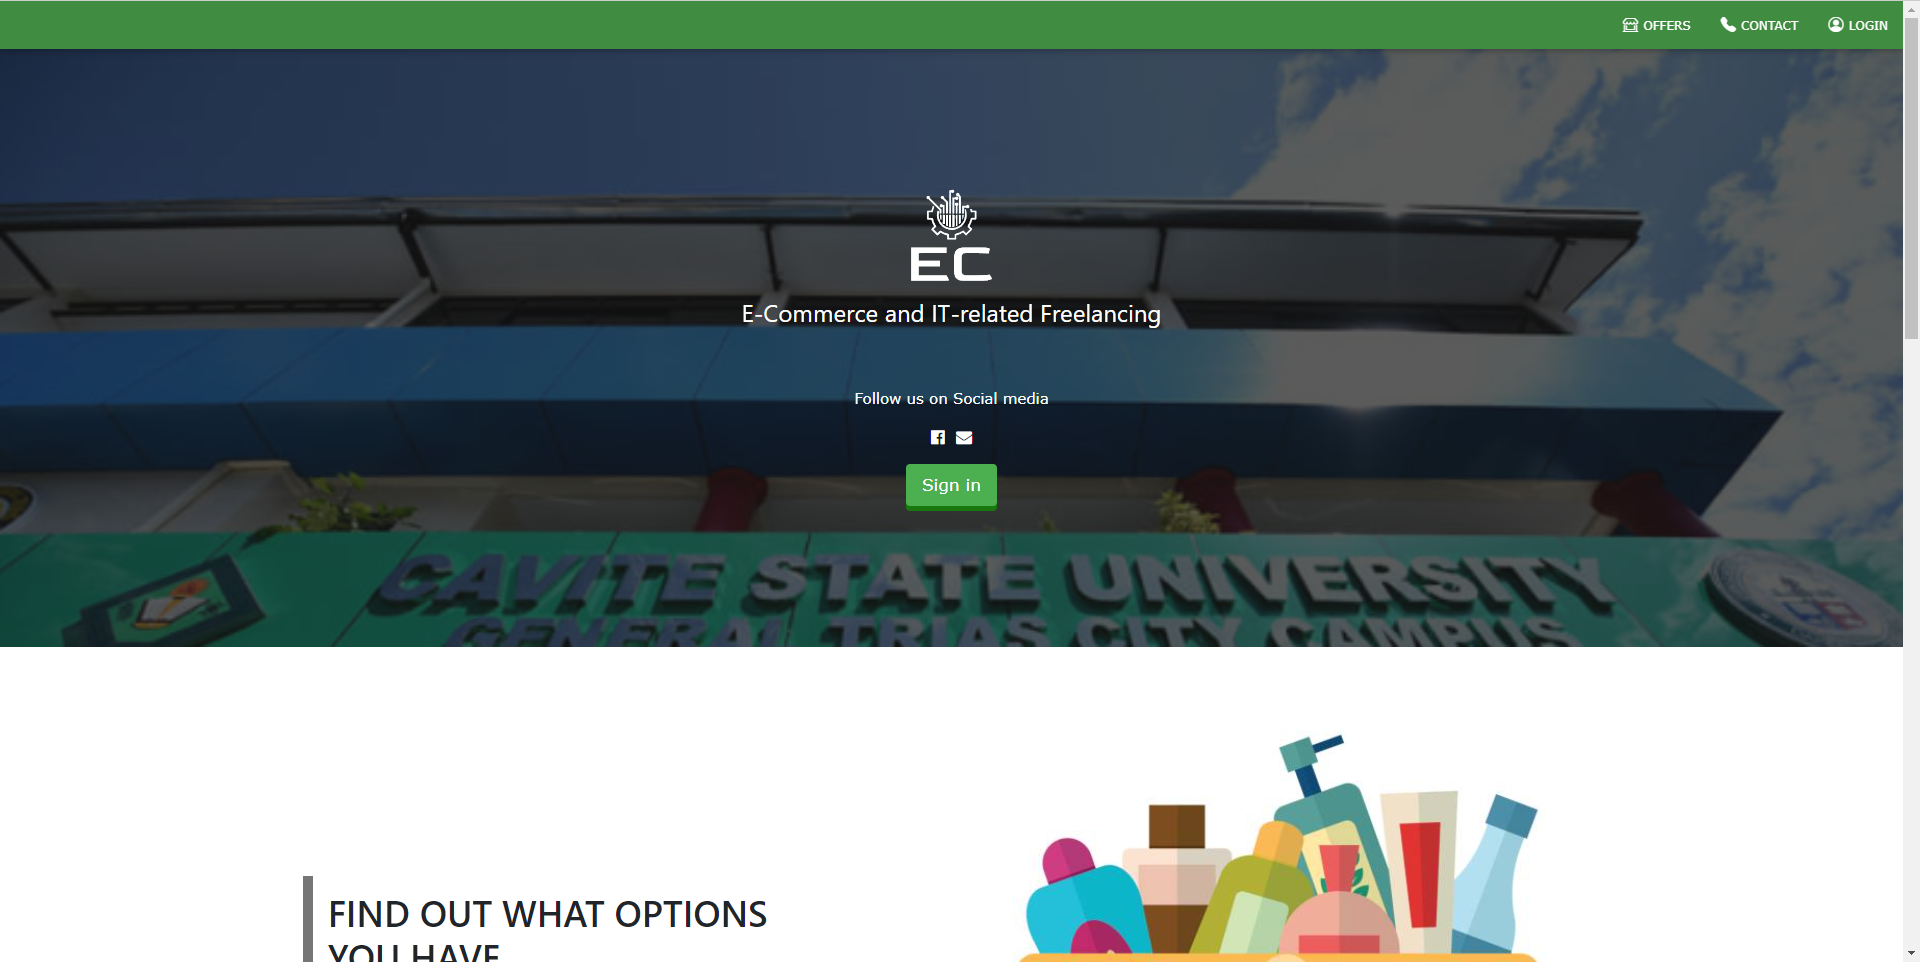 OFFERS
CONTACT
LOGIN
EC
E-Commerce and IT-related Freelancing
Follow us on Social media
Sign in
CAVITE STATE UNIVERSITY
GENERAL TRIAS CITY CAMPUS
FIND OUT WHAT OPTIONS
YOU HAVE